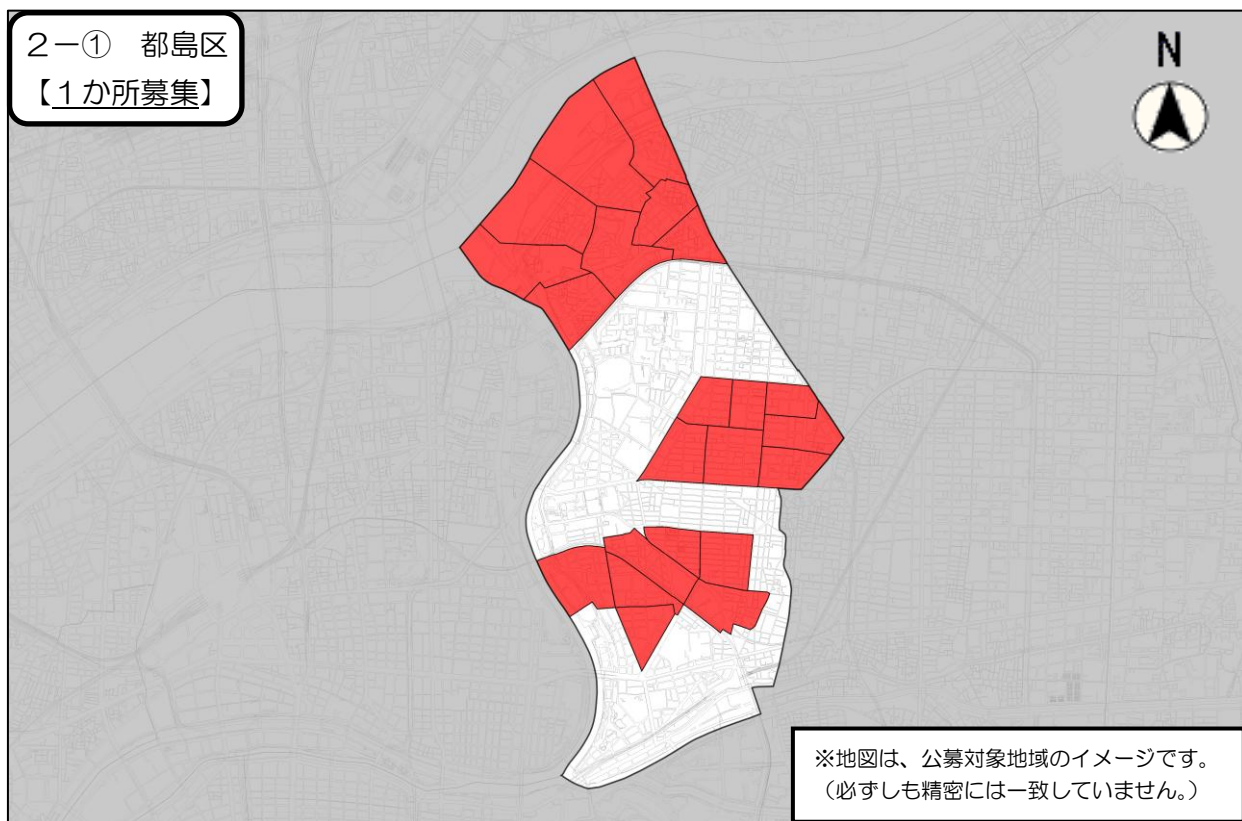 2－① 都島区
【1か所募集】
N
※地図は、公募対象地域のイメージです。
（必ずしも精密には一致していません。）